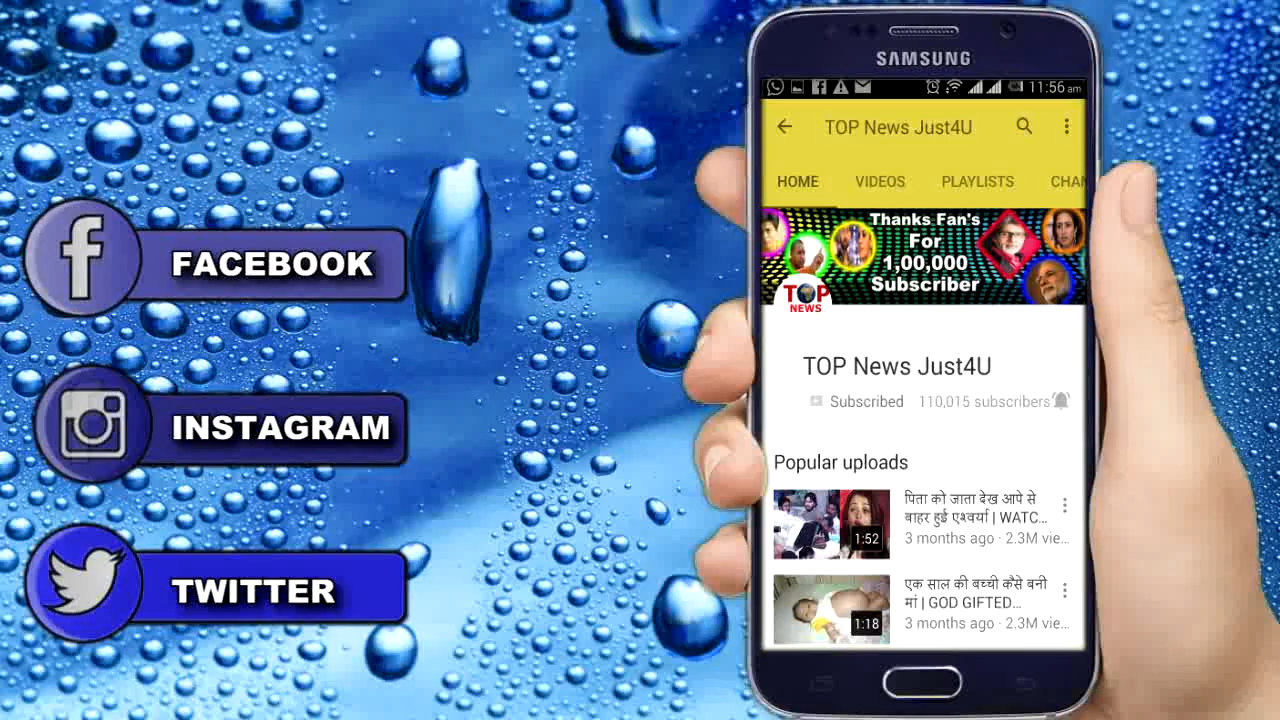 FACEBOOK
INSTAGRAM
TWITTER
SAMSUNG
11:56 am
TOP News Just4U
HOME VIDEOS PLAYLISTS CHAN
Thanks Fan's
For
1,00,000
Subscriber
TOP
NEWS
TOP News Just4U
Subscribed 110,015 subscribers
Popular uploads
पिता को जाता देख आपे से
बाहर हुई एश्वर्या | WATC...
3 months ago · 2.3M vie...
1:52
एक साल की बच्ची कैसे बनी
मां | GOD GIFTED...
3 months ago · 2.3M vie...
1:18